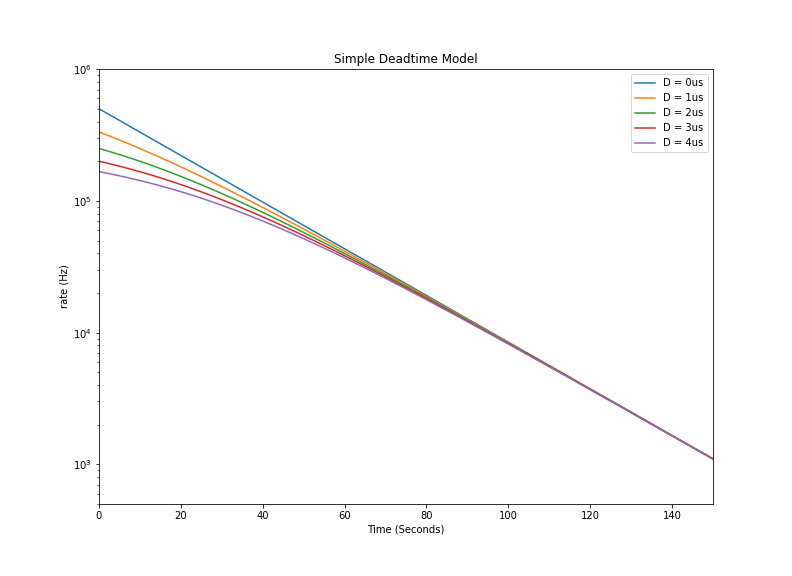 Simple Deadtime Model
D = 0us
D = 1us
D = 2us
D = 3us
D = 4us
10⁶
10⁵
10⁴
10³
rate (Hz)
0 20 40 60 80 100 120 140
Time (Seconds)